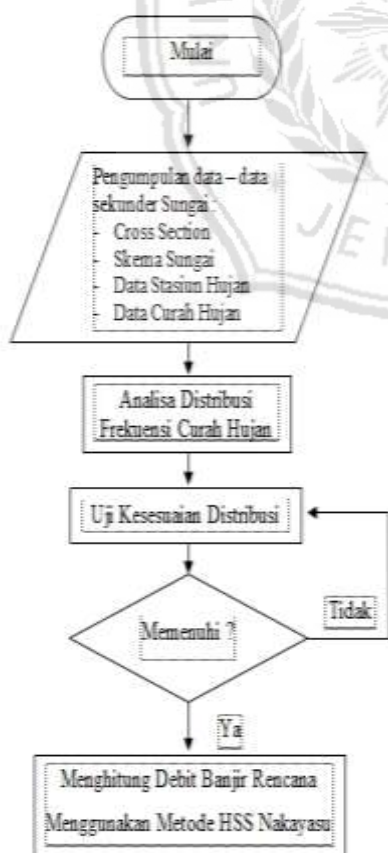 Mulai
Pengumpulan data – data
sekunder Sungai :
- Cross Section
- Skema Sungai
- Data Stasiun Hujan
- Data Curah Hujan
Analisa Distribusi
Frekuensi Curah Hujan
Uji Kesesuaian Distribusi
Memenuhi ?
Tidak
Ya
Menghitung Debit Banjir Rencana
Menggunakan Metode HSS Nakayasu